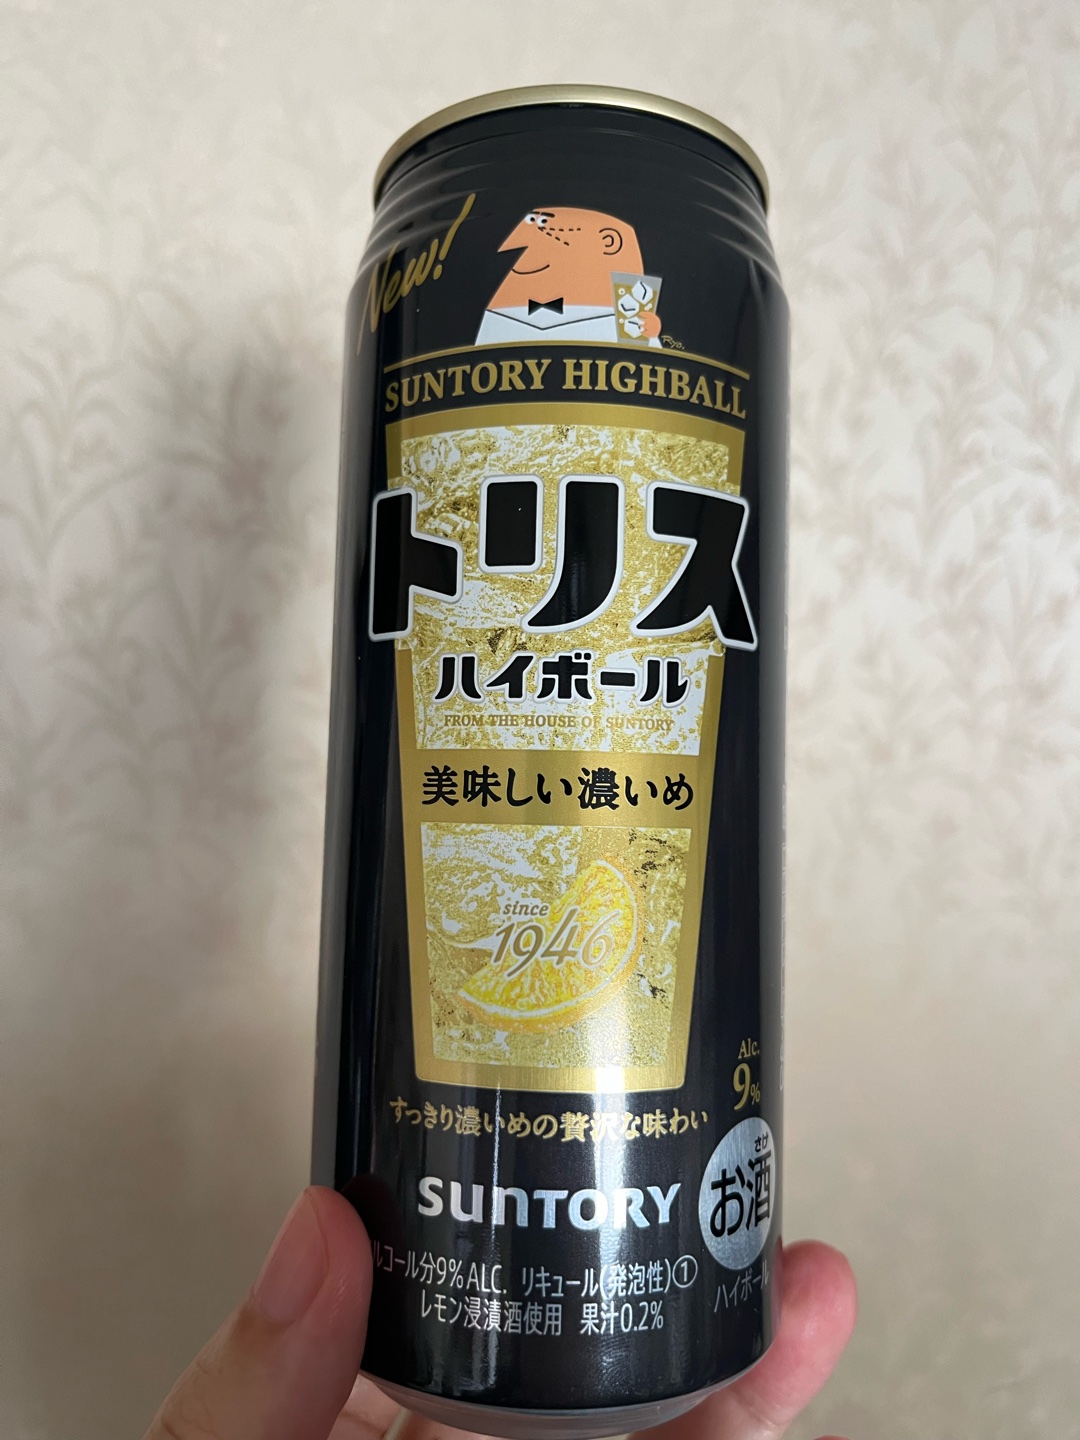 New!
Ryo.
SUNTORY HIGHBALL
トリス
ハイボール
FROM THE HOUSE OF SUNTORY
美味しい濃いめ
since
1946
Alc.
9%
すっきり濃いめの贅沢な味わい
さけ
お酒
SUNTORY
ルコール分9%ALC. リキュール(発泡性)①
ハイボール
レモン浸漬酒使用 果汁0.2%